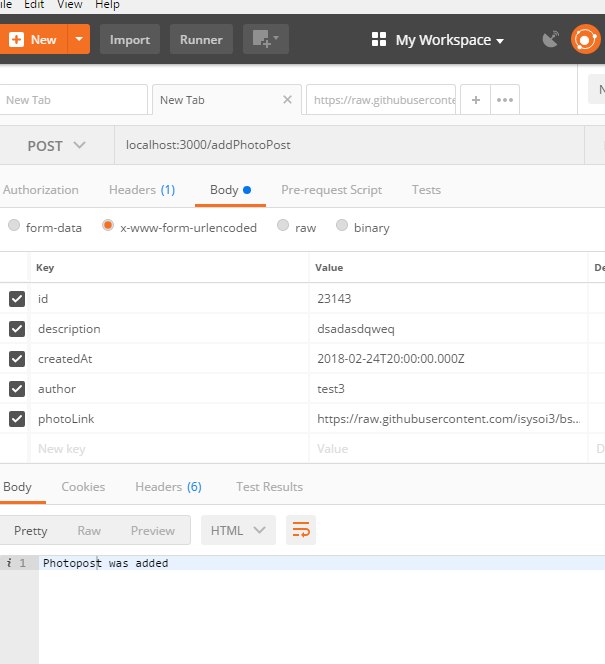 ile Edit View Help
New Import Runner My Workspace
New Tab New Tab https://raw.githubuserconte
POST localhost:3000/addPhotoPost
Authorization Headers (1) Body Pre-request Script Tests
form-data x-www-form-urlencoded raw binary
Key Value De
id 23143
description dsadasdqweq
createdAt 2018-02-24T20:00:00.000Z
author test3
photoLink https://raw.githubusercontent.com/isysoi3/bs...
New key Value D
Body Cookies Headers (6) Test Results
Pretty Raw Preview HTML
i 1 Photopost was added